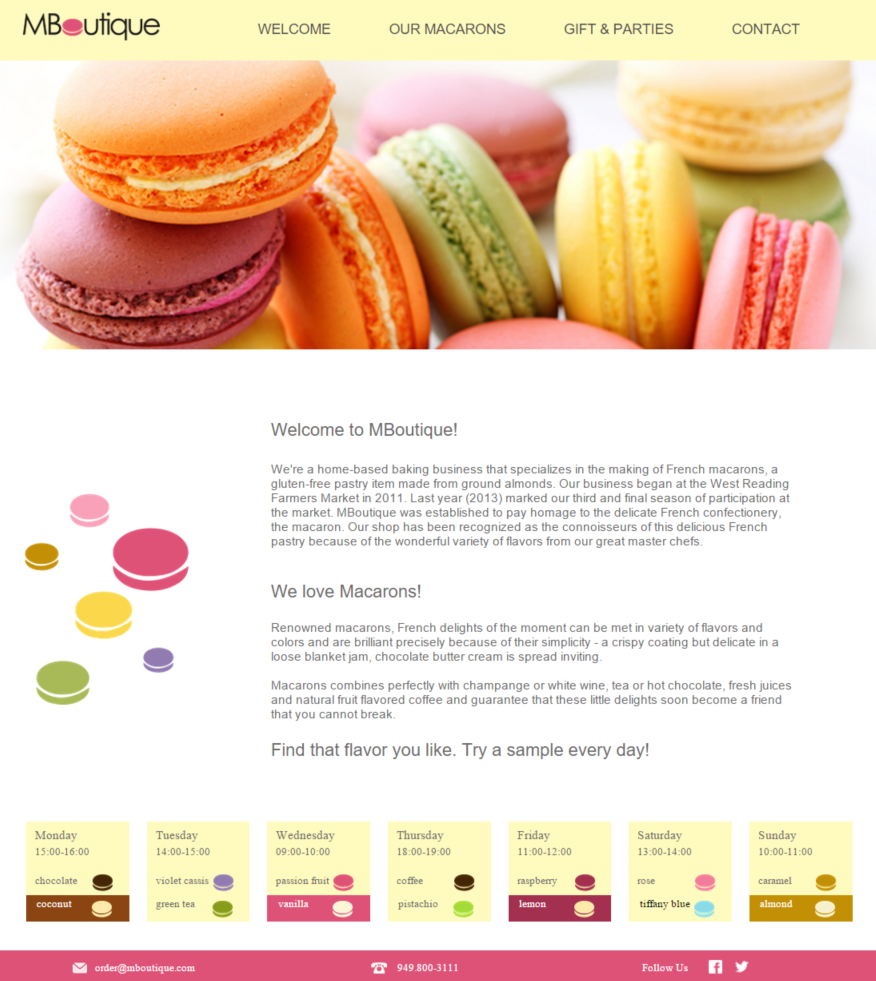 MBoutique
WELCOME
OUR MACARONS
GIFT & PARTIES
CONTACT
Welcome to MBoutique!
We're a home-based baking business that specializes in the making of French macarons, a
gluten-free pastry item made from ground almonds. Our business began at the West Reading
Farmers Market in 2011. Last year (2013) marked our third and final season of participation at
the market. MBoutique was established to pay homage to the delicate French confectionery,
the macaron. Our shop has been recognized as the connoisseurs of this delicious French
pastry because of the wonderful variety of flavors from our great master chefs.
We love Macarons!
Renowned macarons, French delights of the moment can be met in variety of flavors and
colors and are brilliant precisely because of their simplicity - a crispy coating but delicate in a
loose blanket jam, chocolate butter cream is spread inviting.
Macarons combines perfectly with champange or white wine, tea or hot chocolate, fresh juices
and natural fruit flavored coffee and guarantee that these little delights soon become a friend
that you cannot break.
Find that flavor you like. Try a sample every day!
Monday
15:00-16:00
chocolate
coconut
Tuesday
14:00-15:00
violet cassis
green tea
Wednesday
09:00-10:00
passion fruit
vanilla
Thursday
18:00-19:00
coffee
pistachio
Friday
11:00-12:00
raspberry
lemon
Saturday
13:00-14:00
rose
tiffany blue
Sunday
10:00-11:00
caramel
almond
order@mboutique.com
949.800-3111
Follow Us